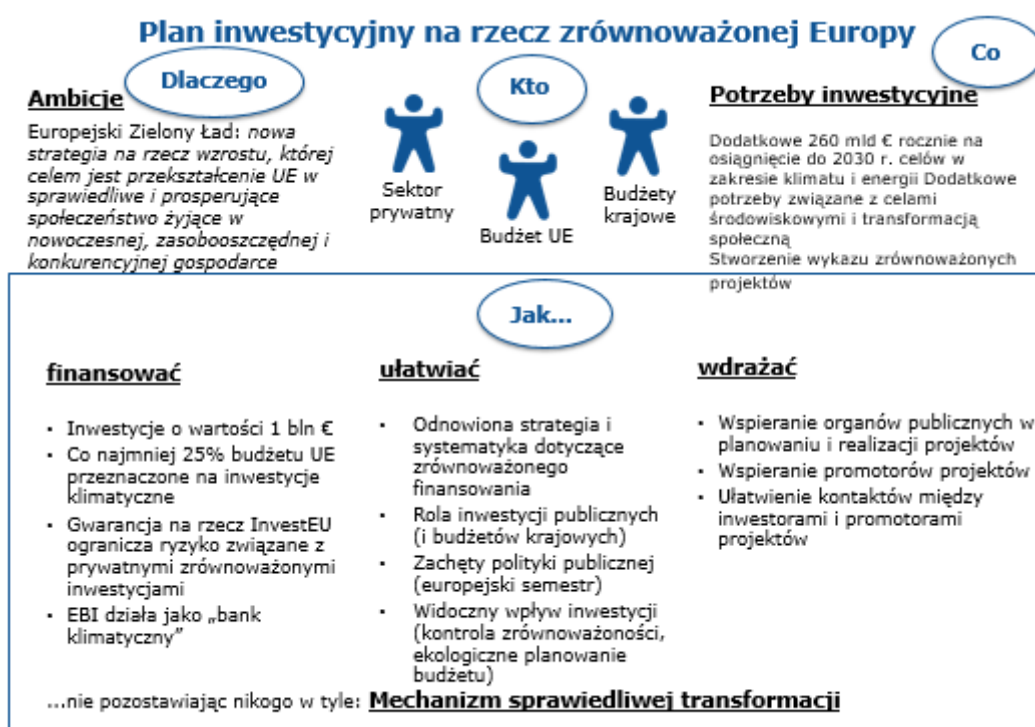 Plan inwestycyjny na rzecz zrównoważonej Europy
Dlaczego
Ambicje
Europejski Zielony Ład: nowa
strategia na rzecz wzrostu, której
celem jest przekształcenie UE w
sprawiedliwe i prosperujące
społeczeństwo żyjące w
nowoczesnej, zasobooszczędnej i
konkurencyjnej gospodarce
Kto
Sektor
prywatny
Budżet UE
Budżety
krajowe
Co
Potrzeby inwestycyjne
Dodatkowe 260 mld € rocznie na
osiągnięcie do 2030 r. celów w
zakresie klimatu i energii Dodatkowe
potrzeby związane z celami
środowiskowymi i transformacją
społeczną
Stworzenie wykazu zrównoważonych
projektów
Jak...
finansować
▪ Inwestycje o wartości 1 bln €
▪ Co najmniej 25% budżetu UE
przeznaczone na inwestycje
klimatyczne
▪ Gwarancja na rzecz InvestEU
ogranicza ryzyko związane z
prywatnymi zrównoważonymi
inwestycjami
▪ EBI działa jako „bank
klimatyczny”
ułatwiać
▪ Odnowiona strategia i
systematyka dotyczące
zrównoważonego
finansowania
▪ Rola inwestycji publicznych
(i budżetów krajowych)
▪ Zachęty polityki publicznej
(europejski semestr)
▪ Widoczny wpływ inwestycji
(kontrola zrównoważoności,
ekologiczne planowanie
budżetu)
wdrażać
▪ Wspieranie organów publicznych w
planowaniu i realizacji projektów
▪ Wspieranie promotorów projektów
▪ Ułatwienie kontaktów między
inwestorami i promotorami
projektów
...nie pozostawiając nikogo w tyle: Mechanizm sprawiedliwej transformacji